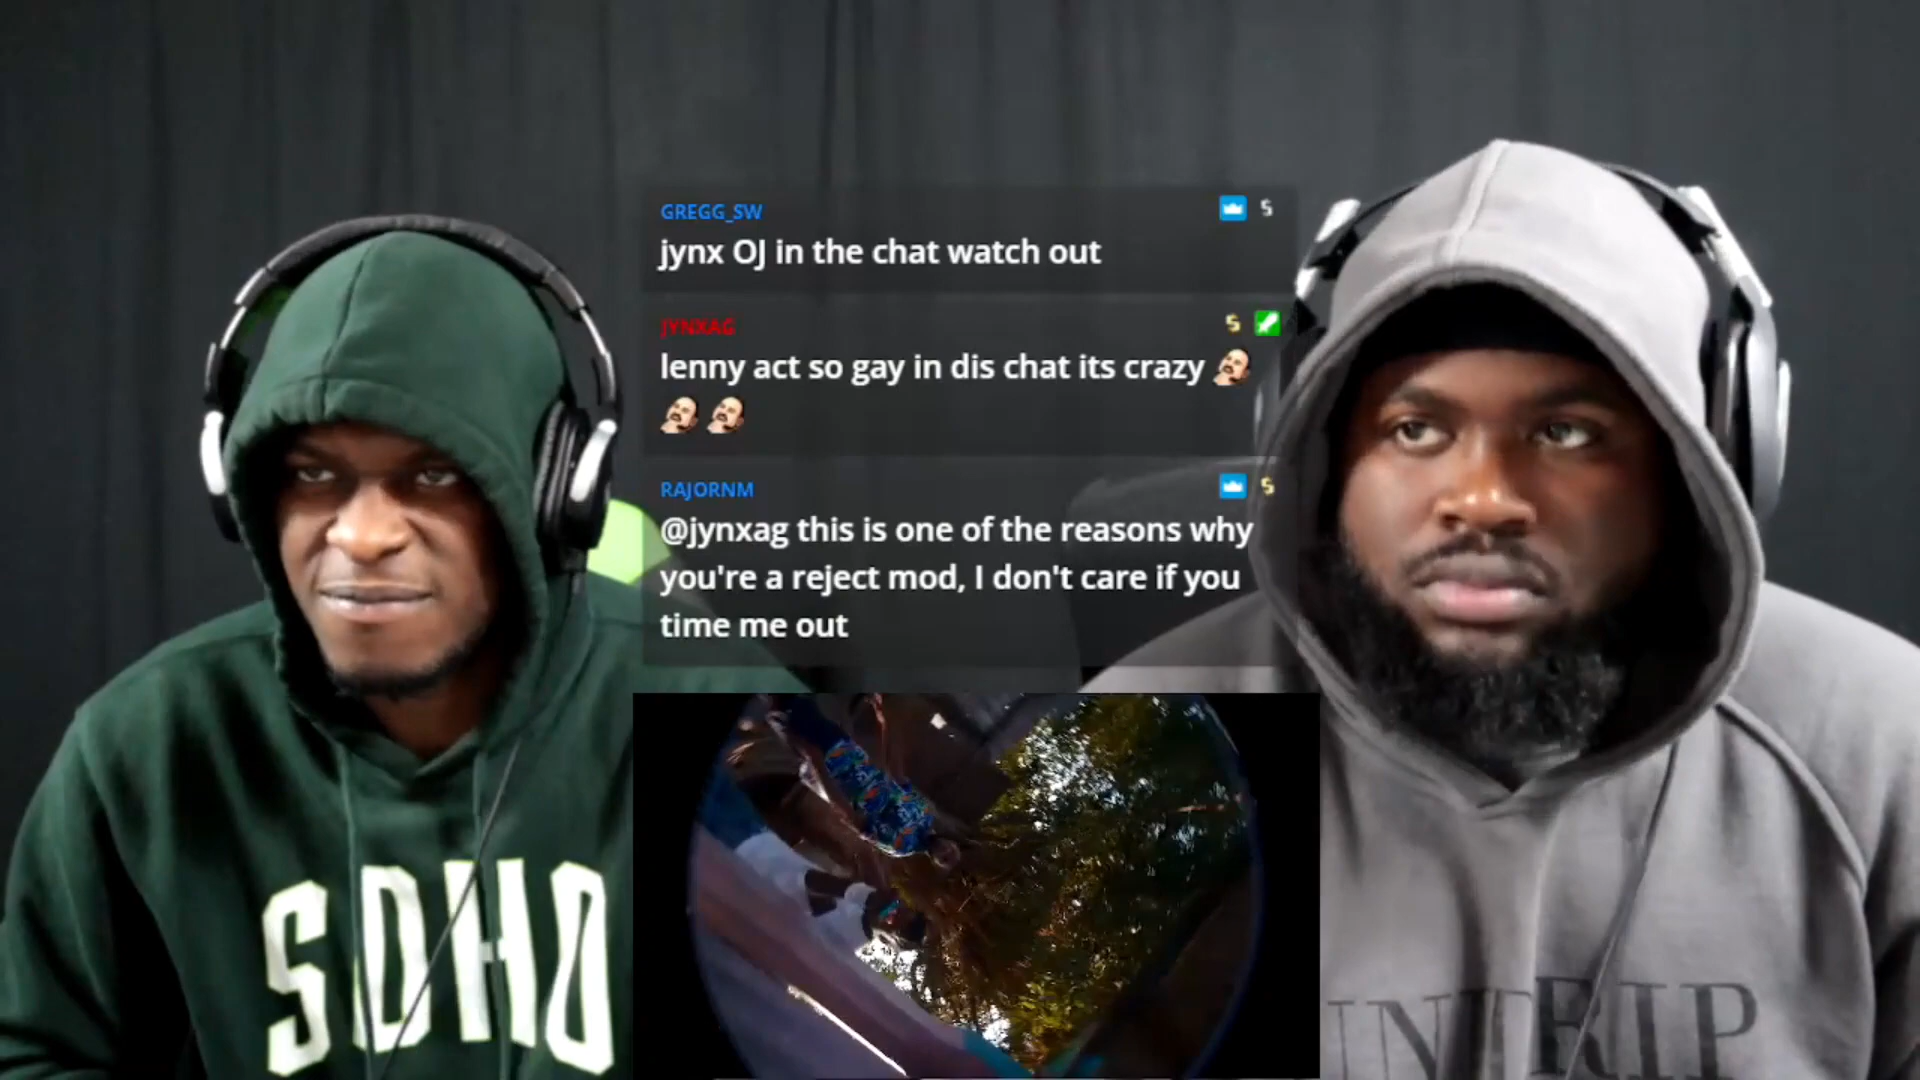 GREGG_SW
jynx OJ in the chat watch out
JYNXAG
lenny act so gay in dis chat its crazy
RAJORNM
@jynxag this is one of the reasons why
you're a reject mod, I don't care if you
time me out
SOHO